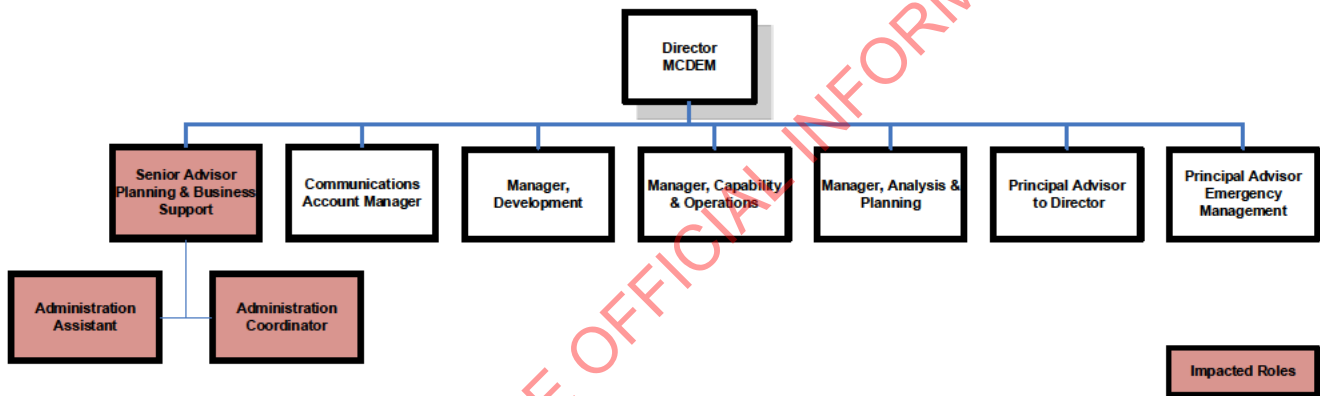 Director
MCDEM
Senior Advisor
Planning & Business
Support
Communications
Account Manager
Manager,
Development
Manager, Capability
& Operations
Manager, Analysis &
Planning
Principal Advisor
to Director
Principal Advisor
Emergency
Management
Administration
Assistant
Administration
Coordinator
Impacted Roles
OFFICIAL